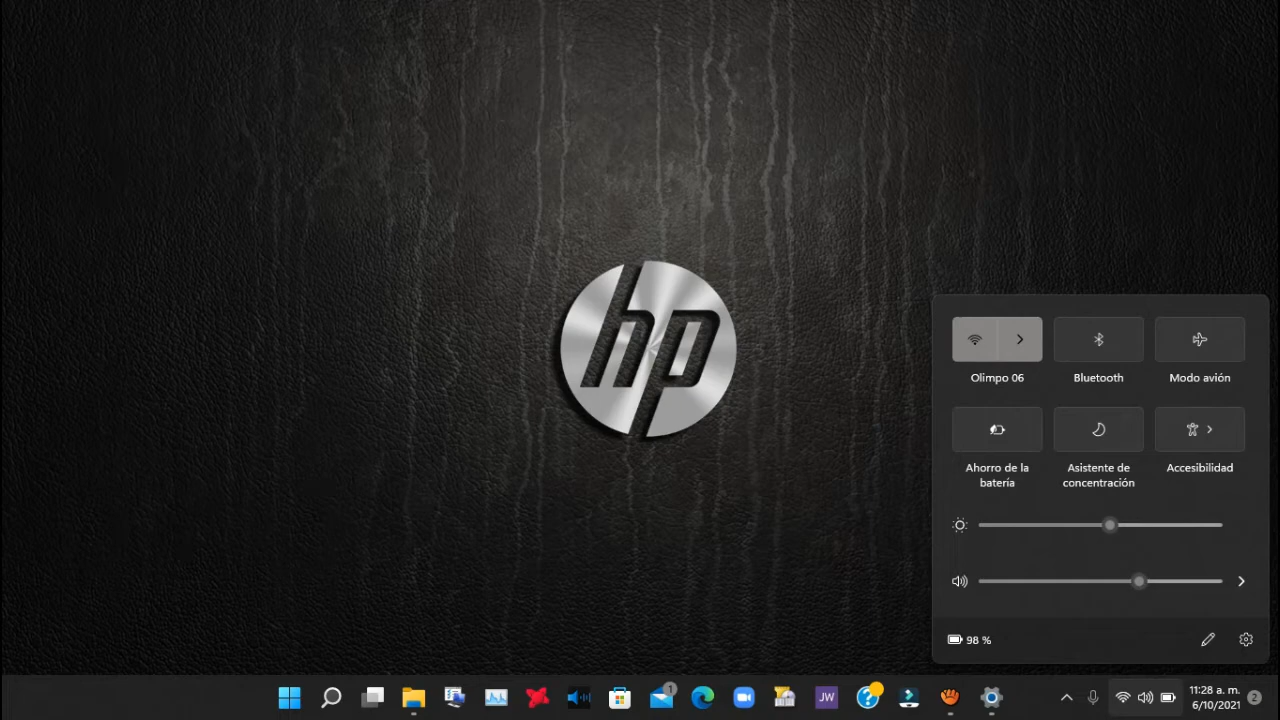 hp
Olimpo 06
Bluetooth
Modo avión
Ahorro de la
batería
Asistente de
concentración
Accesibilidad
98 %
1
JW
11:28 a. m.
6/10/2021
2